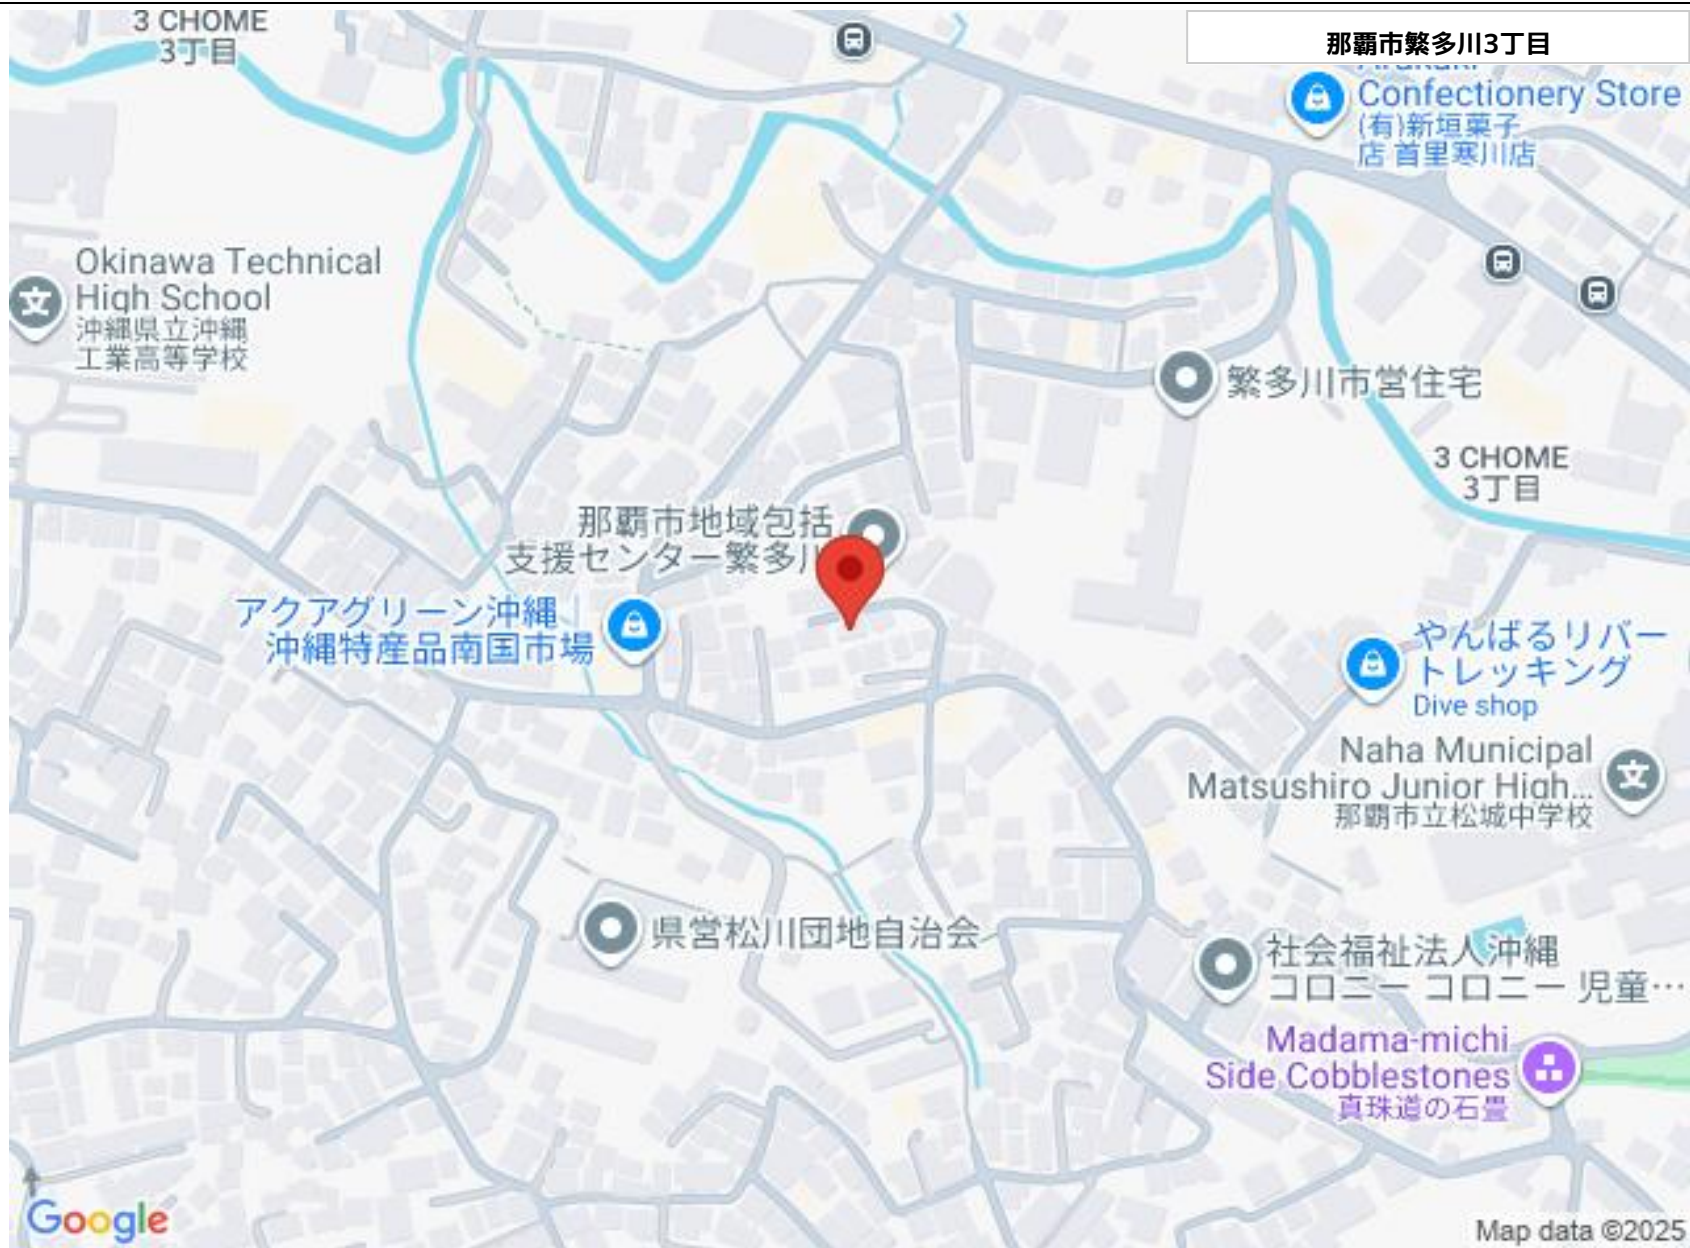 3 CHOME
3丁目
那覇市繁多川3丁目
Confectionery Store
(有)新垣菓子
店 首里寒川店
Okinawa Technical
High School
沖縄県立沖縄
工業高等学校
繁多川市営住宅
3 CHOME
3丁目
那覇市地域包括
支援センター繁多川
アクアグリーン沖縄
沖縄特産品南国市場
やんばるリバー
トレッキング
Dive shop
Naha Municipal
Matsushiro Junior High...
那覇市立松城中学校
県営松川団地自治会
社会福祉法人沖縄
コロニー コロニー 児童…
Madama-michi
Side Cobblestones
真珠道の石畳
Google
Map data ©2025